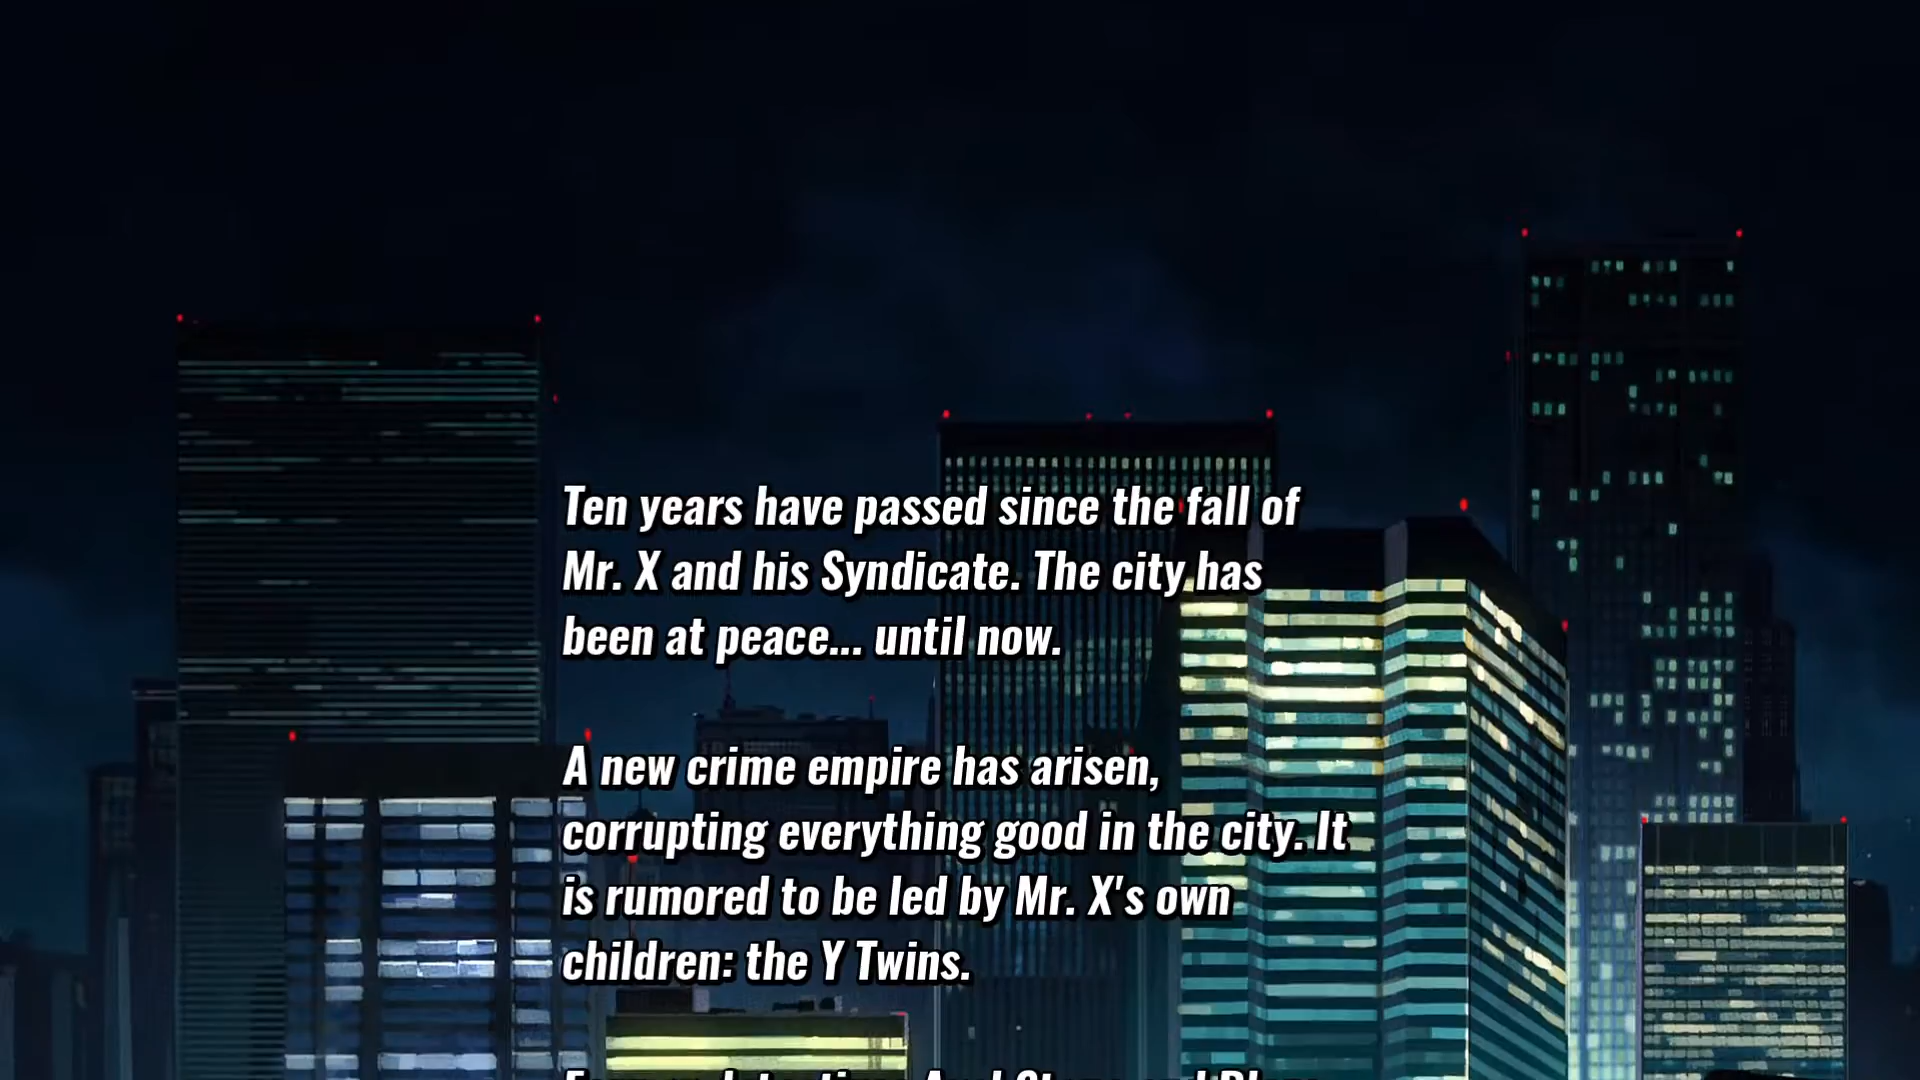 Ten years have passed since the fall of
Mr. X and his Syndicate. The city has
been at peace... until now.
A new crime empire has arisen,
corrupting everything good in the city. It
is rumored to be led by Mr. X's own
children: the Y Twins.